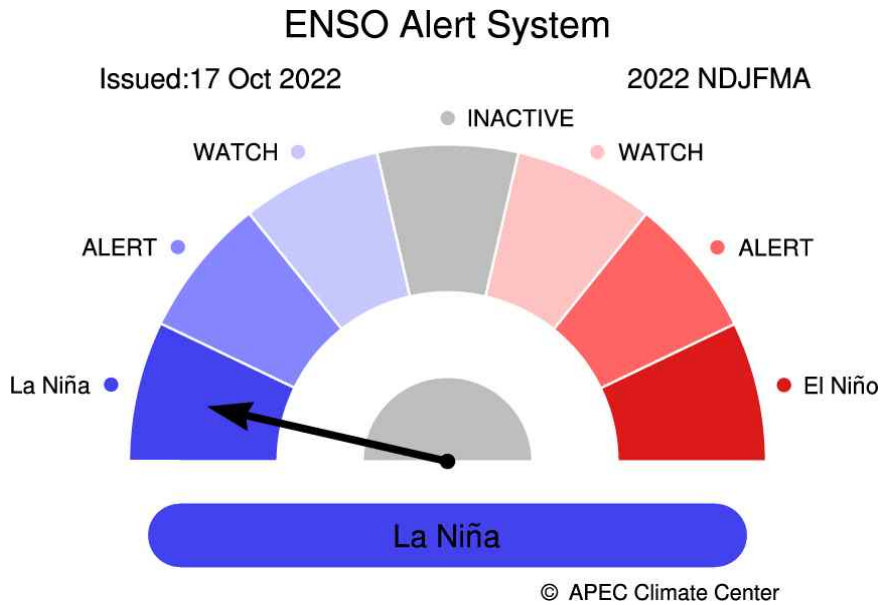 ENSO Alert System
Issued:17 Oct 2022
2022 NDJFMA
INACTIVE
WATCH
WATCH
ALERT
ALERT
La Niña
El Niño
La Niña
© APEC Climate Center